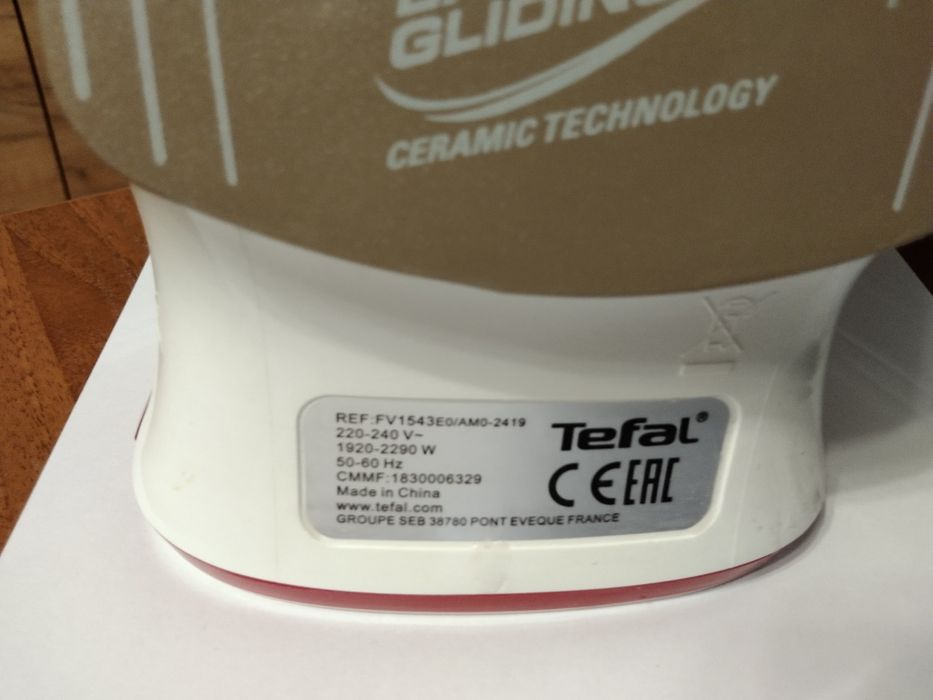 GLIDING
CERAMIC TECHNOLOGY
REF:FV1543E0/AM0-2419
220-240 V~
1920-2290 W
50-60 Hz
CMMF:1830006329
Made in China
www.tefal.com
GROUPE SEB 38780 PONT EVEQUE FRANCE
Tefal®
CE EAC